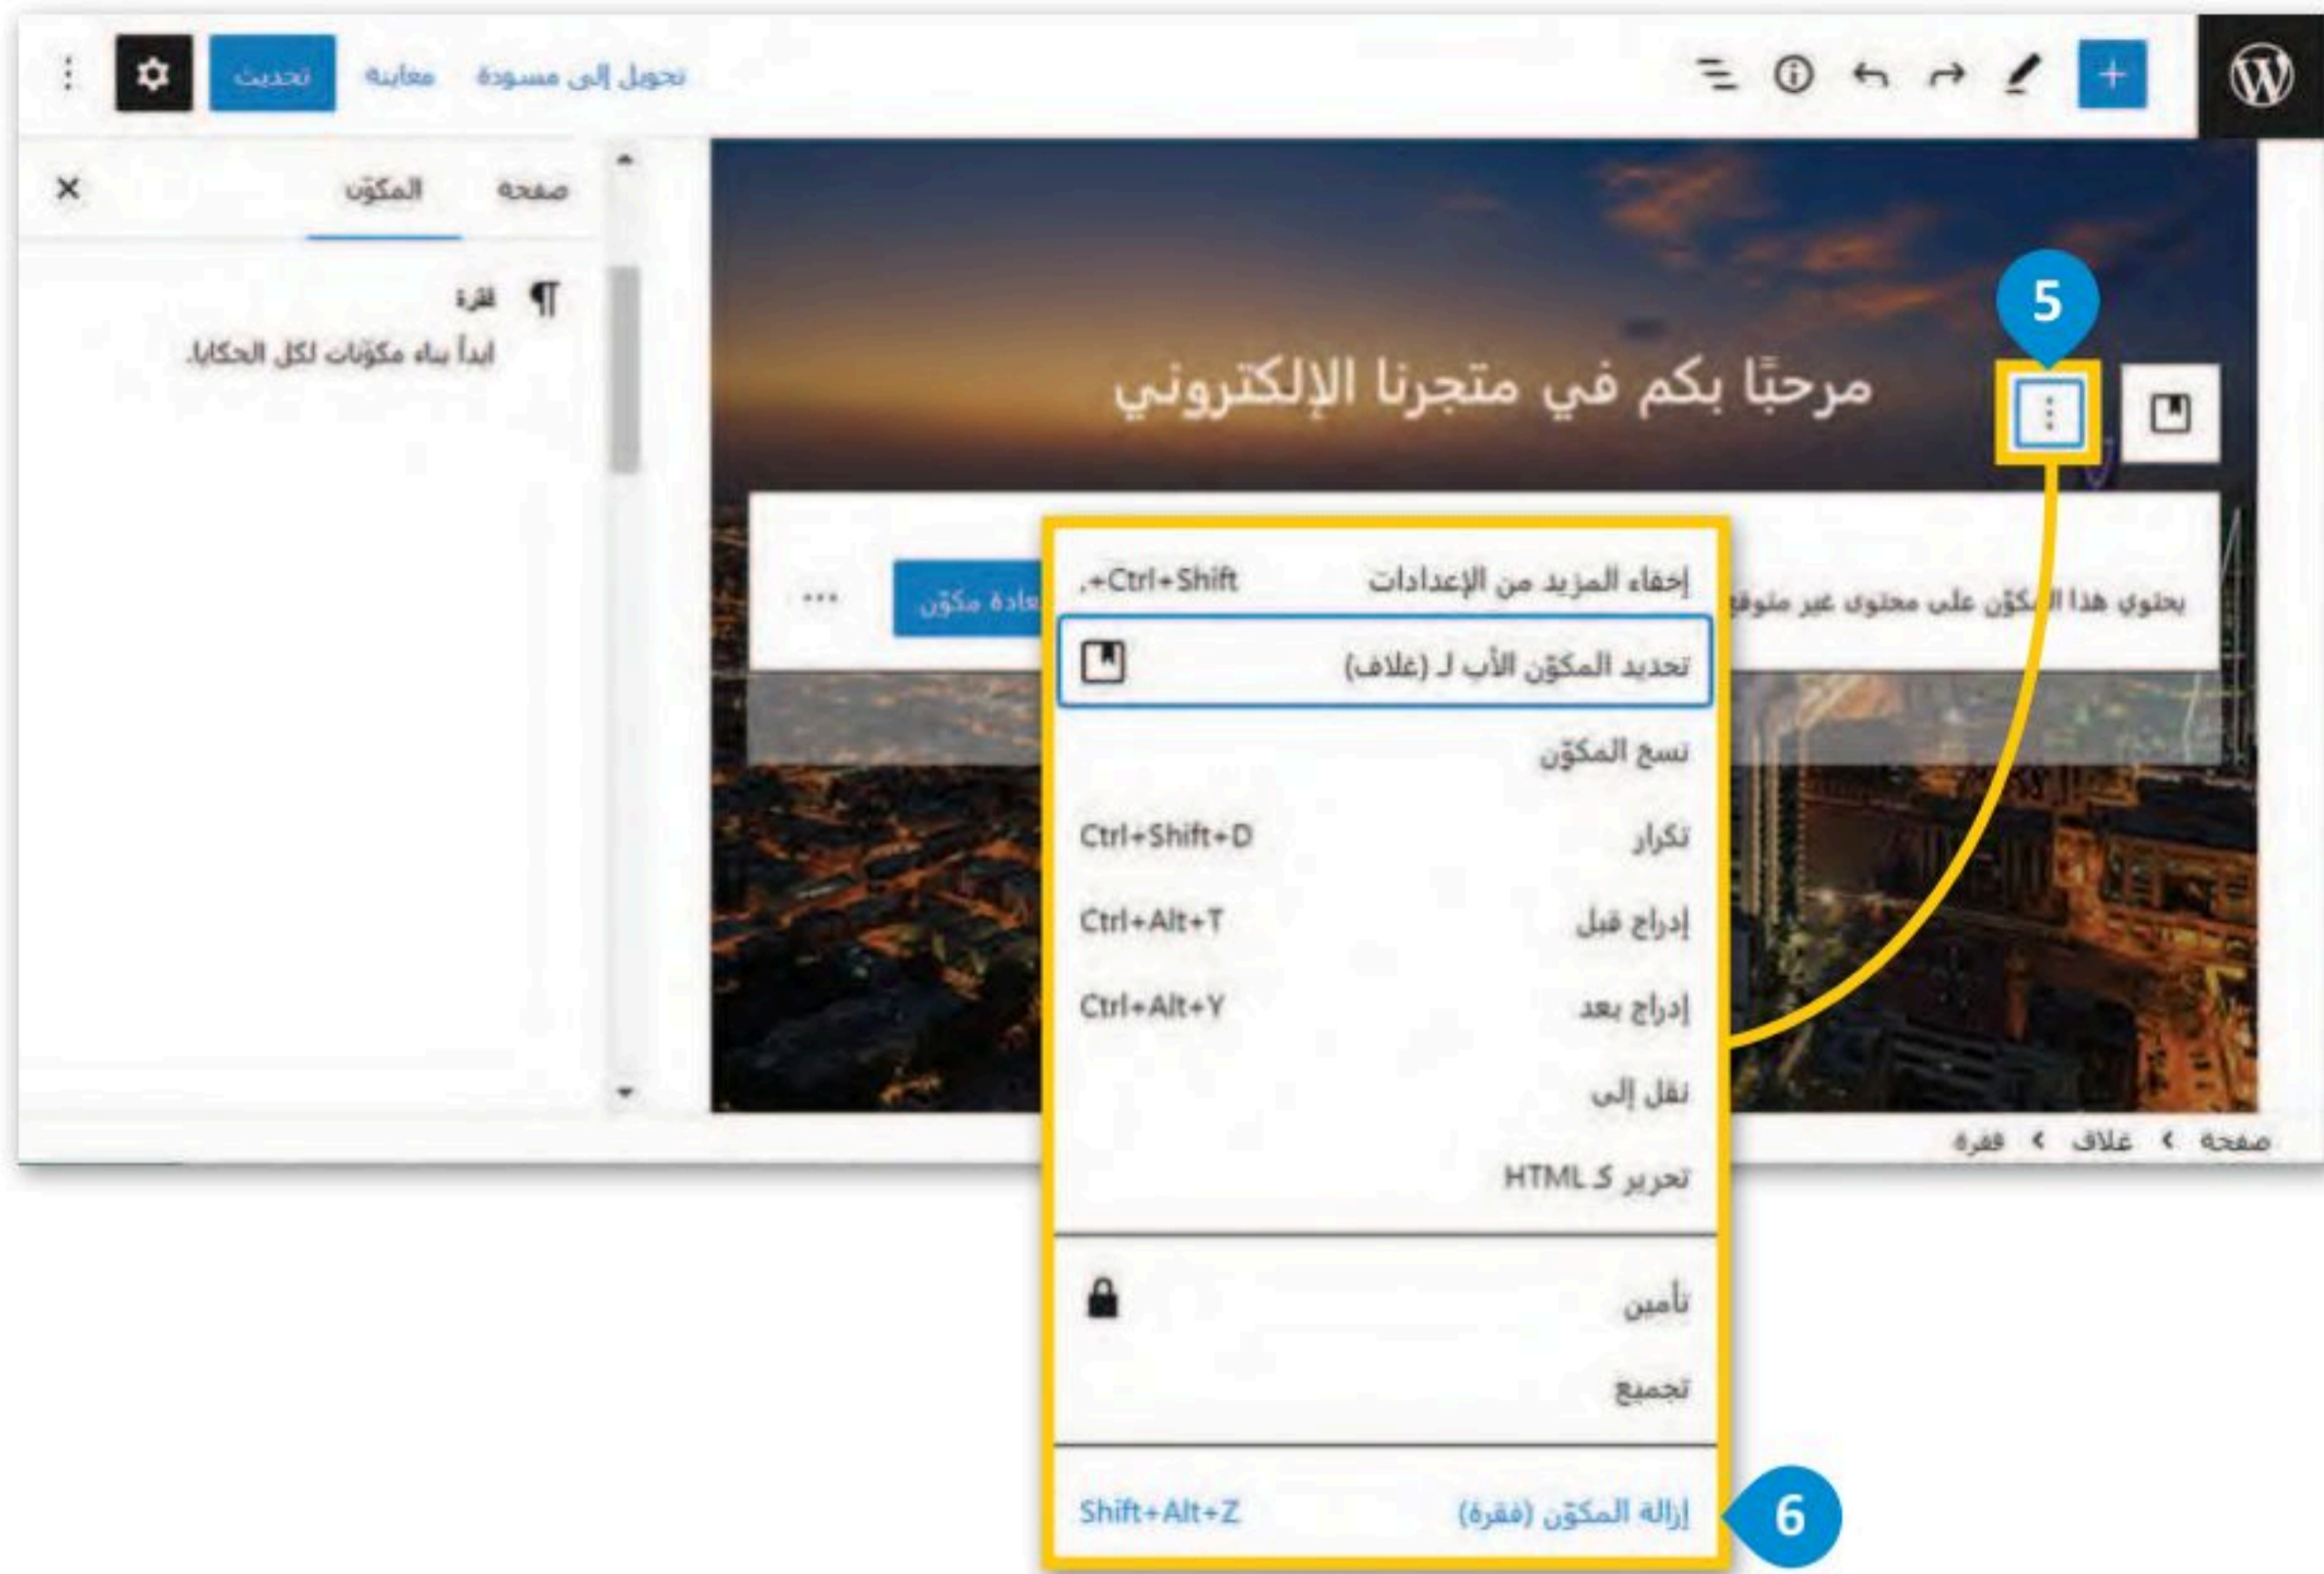 تحويل إلى مسودة
معاينة
تحديث
صفحة
المكوّن
فقرة
ابدأ بناء مكوّنات لكل الحكايا.
5
مرحبًا بكم في متجرنا الإلكتروني
يحتوي هذا المكوّن على محتوى غير متوقع
مكوّن
إخفاء المزيد من الإعدادات Ctrl+Shift+,
تحديد المكوّن الأب لـ (غلاف)
نسخ المكوّن
تكرار Ctrl+Shift+D
إدراج قبل Ctrl+Alt+T
إدراج بعد Ctrl+Alt+Y
نقل إلى
تحرير كـ HTML
تأمين
تجميع
إزالة المكوّن (فقرة) Shift+Alt+Z
6
صفحة › غلاف › فقرة